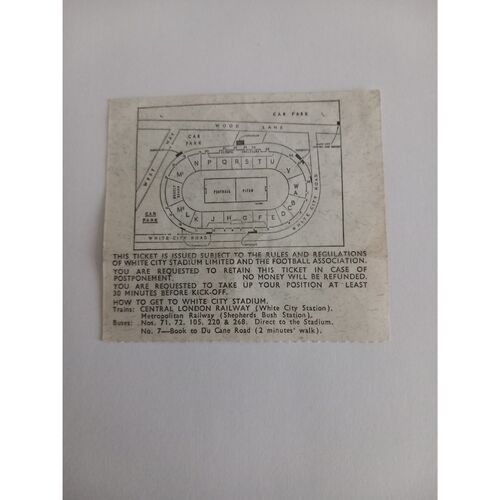 CAR PARK
WOOD LANE
CAR
PARK
WEST WAY
N P Q R S T U
M
V
W
A
B
C
FOOTBALL PITCH
M
L K J H G F E D
CAR
PARK
WHITE CITY ROAD
WHITE CITY ROAD
THIS TICKET IS ISSUED SUBJECT TO THE RULES AND REGULATIONS
OF WHITE CITY STADIUM LIMITED AND THE FOOTBALL ASSOCIATION.
YOU ARE REQUESTED TO RETAIN THIS TICKET IN CASE OF
POSTPONEMENT. NO MONEY WILL BE REFUNDED.
YOU ARE REQUESTED TO TAKE UP YOUR POSITION AT LEAST
30 MINUTES BEFORE KICK-OFF.
HOW TO GET TO WHITE CITY STADIUM.
Trains: CENTRAL LONDON RAILWAY (White City Station),
Metropolitan Railway (Shepherds Bush Station),
Buses: Nos. 71, 72, 105, 220 & 268. Direct to the Stadium.
No. 7—Book to Du Cane Road (2 minutes' walk).